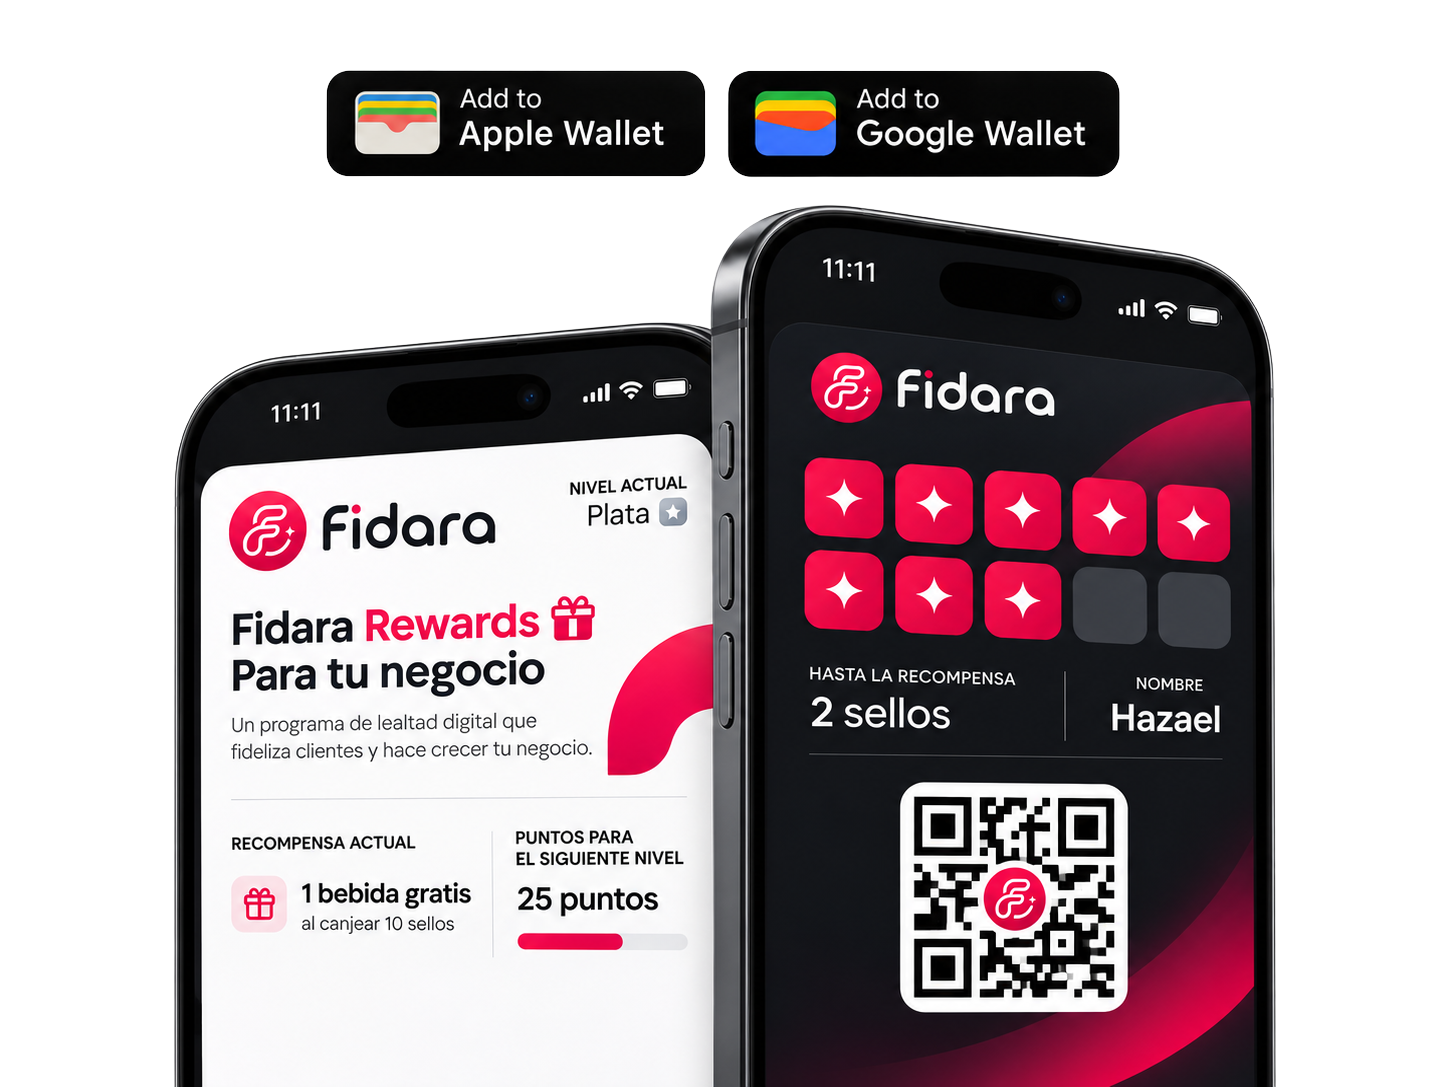 Add to
Apple Wallet
Add to
Google Wallet
11:11
Fidara
NIVEL ACTUAL
Plata
Fidara Rewards
Para tu negocio
Un programa de lealtad digital que
fideliza clientes y hace crecer tu negocio.
RECOMPENSA ACTUAL
1 bebida gratis
al canjear 10 sellos
PUNTOS PARA
EL SIGUIENTE NIVEL
25 puntos
11:11
Fidara
HASTA LA RECOMPENSA
2 sellos
NOMBRE
Hazael